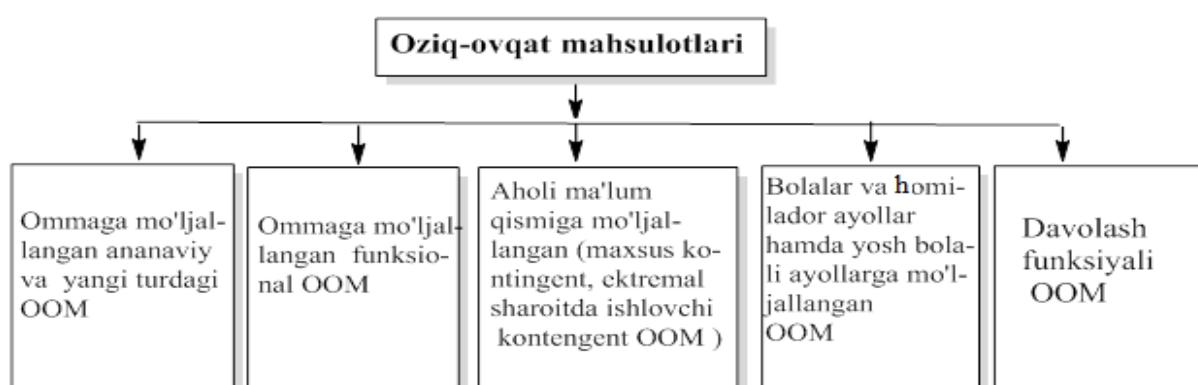 Oziq-ovqat mahsulotlari
Ommaga mo'ljal-
langan ananaviy
va yangi turdagi
OOM
Ommaga mo'ljal-
langan funksio-
nal OOM
Aholi ma'lum
qismiga mo'ljal-
langan (maxsus ko-
ntingent, ektremal
sharoitda ishlovchi
kontengent OOM )
Bolalar va homi-
lador ayollar
hamda yosh bola-
li ayollarga mo'l-
jallangan
OOM
Davolash
funksiyali
OOM